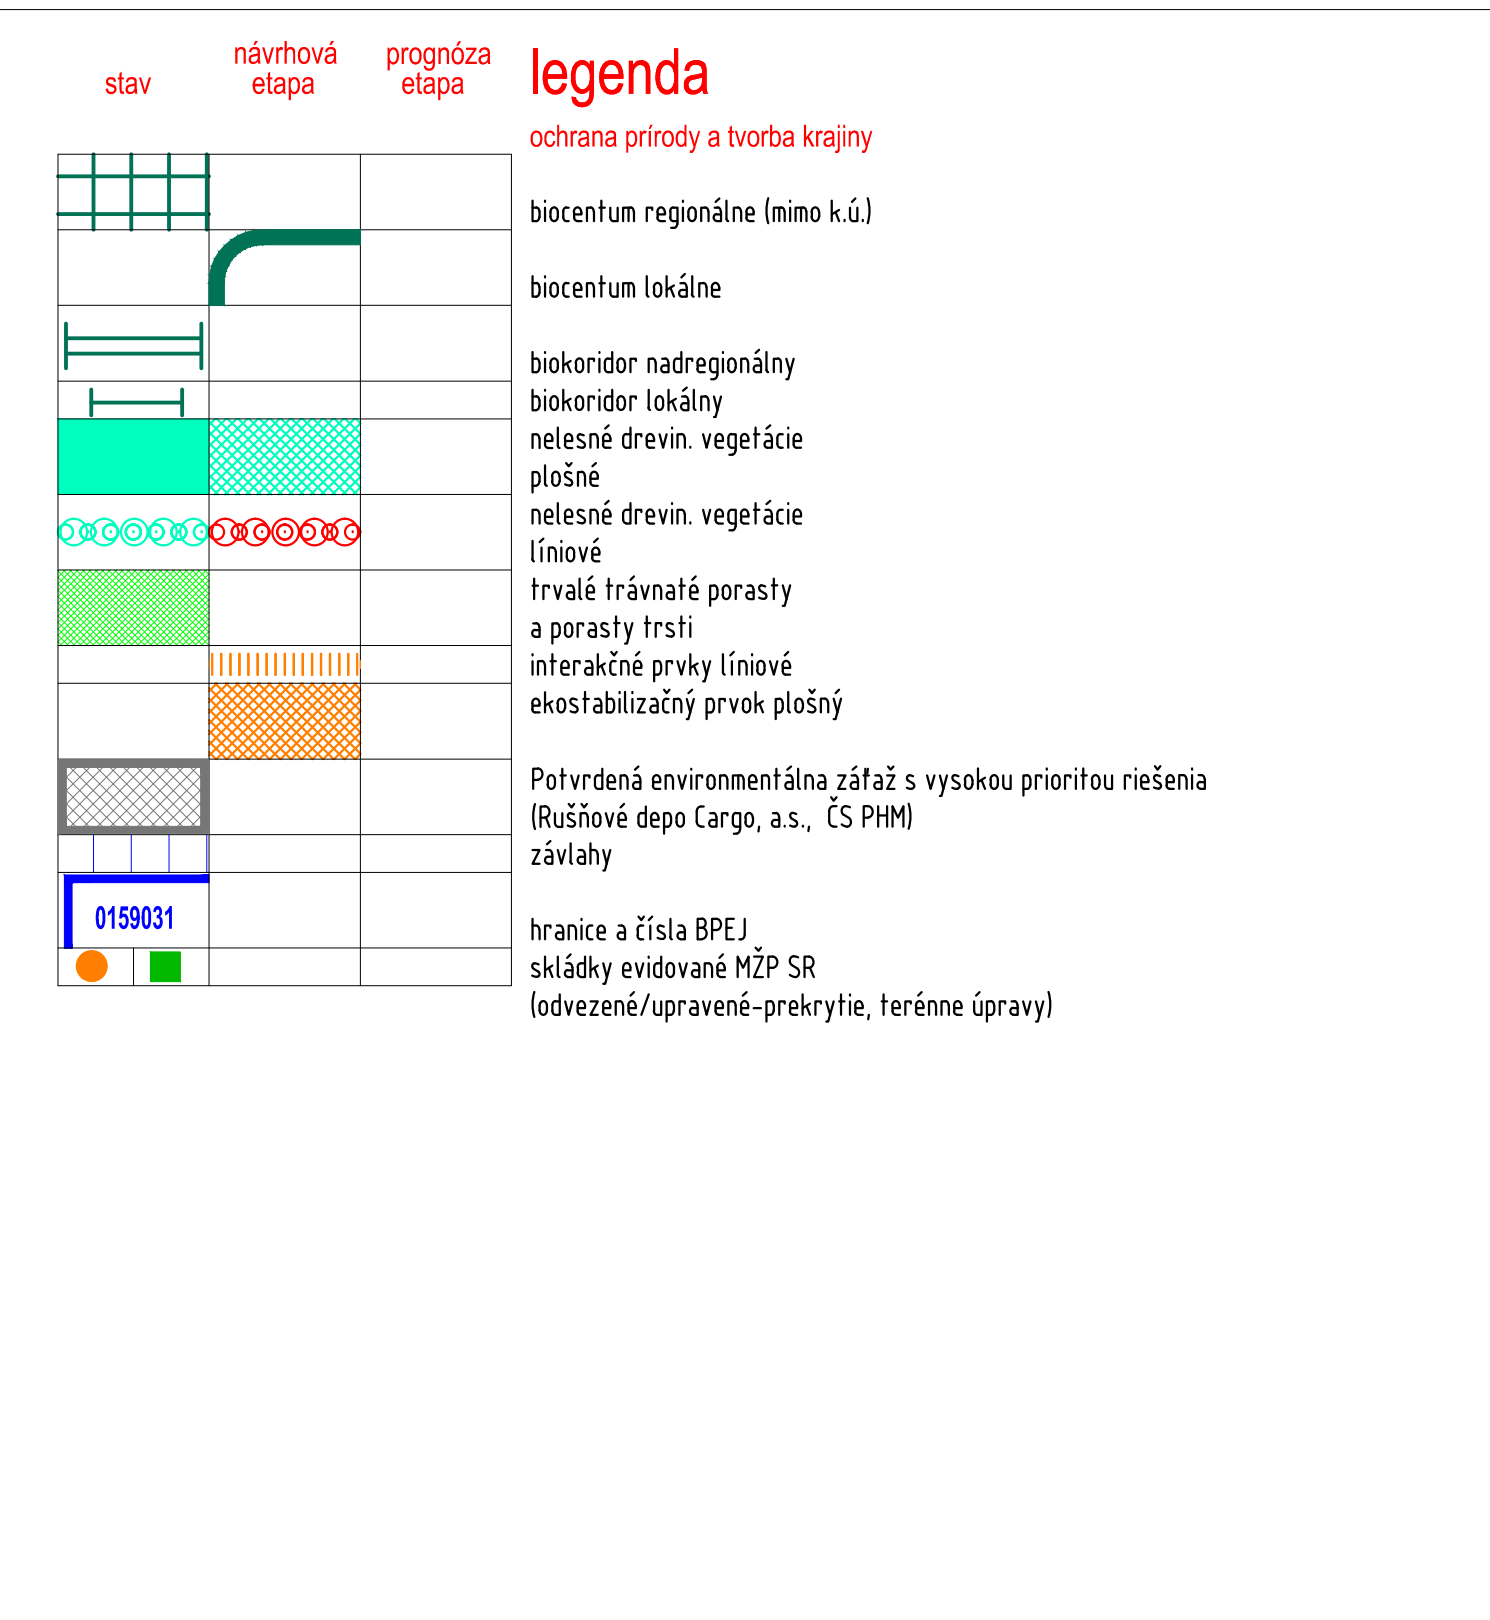 stav
návrhová
etapa
prognóza
etapa
legenda
ochrana prírody a tvorba krajiny
biocentum regionálne (mimo k.ú.)
biocentum lokálne
biokoridor nadregionálny
biokoridor lokálny
nelesné drevin. vegetácie
plošné
nelesné drevin. vegetácie
líniové
trvalé trávnaté porasty
a porasty trsti
interakčné prvky líniové
ekostabilizačný prvok plošný
Potvrdená environmentálna záťaž s vysokou prioritou riešenia
(Rušňové depo Cargo, a.s., ČS PHM)
závlahy
0159031
hranice a čísla BPEJ
skládky evidované MŽP SR
(odvezené/upravené-prekrytie, terénne úpravy)